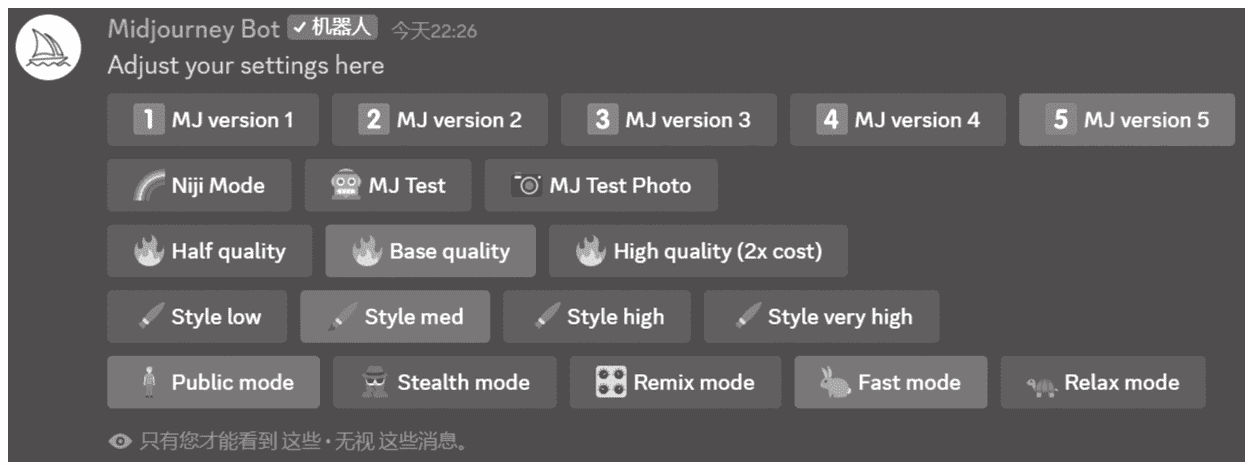 Midjourney Bot ✓机器人 今天22:26
Adjust your settings here
1 MJ version 1 2 MJ version 2 3 MJ version 3 4 MJ version 4 5 MJ version 5
Niji Mode MJ Test MJ Test Photo
Half quality Base quality High quality (2x cost)
Style low Style med Style high Style very high
Public mode Stealth mode Remix mode Fast mode Relax mode
只有您才能看到 这些 • 无视 这些消息。